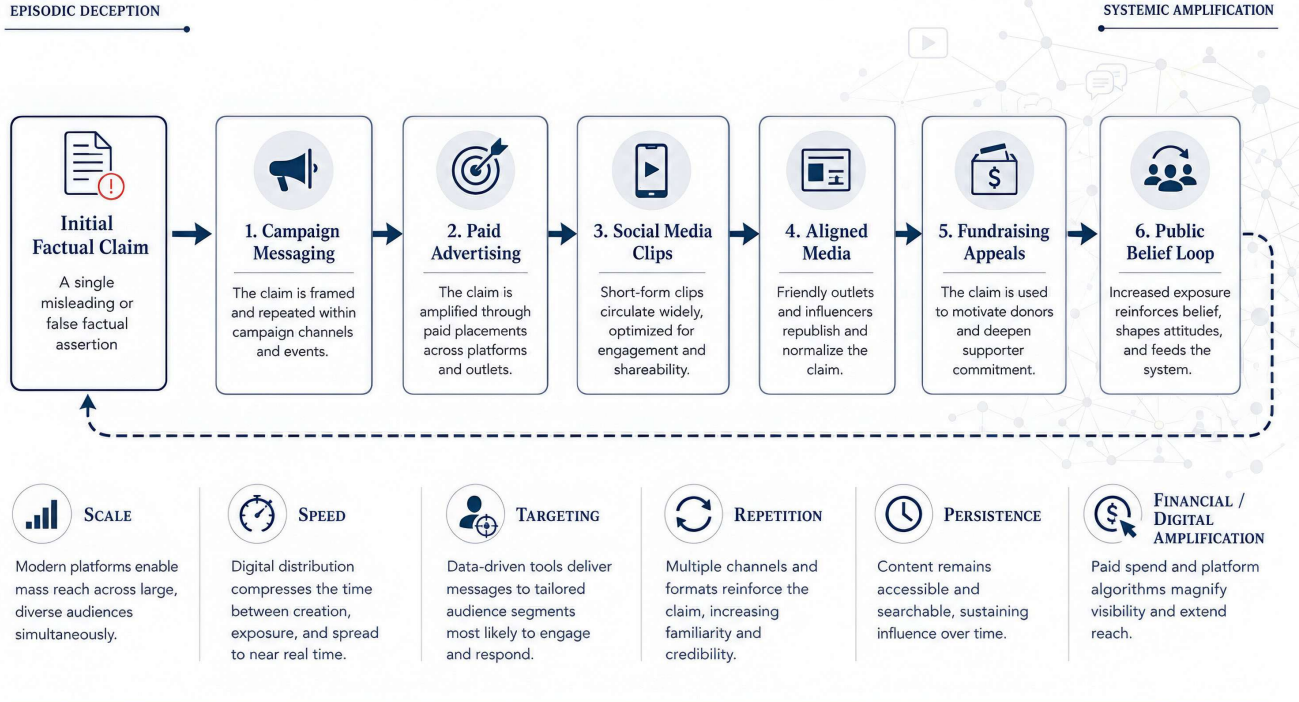 EPISODIC DECEPTION
SYSTEMIC AMPLIFICATION
Initial
Factual Claim
A single
misleading or
false factual
assertion
1. Campaign
Messaging
The claim is framed
and repeated within
campaign channels
and events.
2. Paid
Advertising
The claim is
amplified through
paid placements
across platforms
and outlets.
3. Social Media
Clips
Short-form clips
circulate widely,
optimized for
engagement and
shareability.
4. Aligned
Media
Friendly outlets
and influencers
republish and
normalize the
claim.
5. Fundraising
Appeals
$
The claim is used
to motivate donors
and deepen
supporter
commitment.
6. Public
Belief Loop
Increased exposure
reinforces belief,
shapes attitudes,
and feeds the
system.
SCALE
Modern platforms enable
mass reach across large,
diverse audiences
simultaneously.
SPEED
Digital distribution
compresses the time
between creation,
exposure, and spread
to near real time.
TARGETING
Data-driven tools deliver
messages to tailored
audience segments
most likely to engage
and respond.
REPETITION
Multiple channels and
formats reinforce the
claim, increasing
familiarity and
credibility.
PERSISTENCE
Content remains
accessible and
searchable, sustaining
influence over time.
$
FINANCIAL /
DIGITAL
AMPLIFICATION
Paid spend and platform
algorithms magnify
visibility and extend
reach.